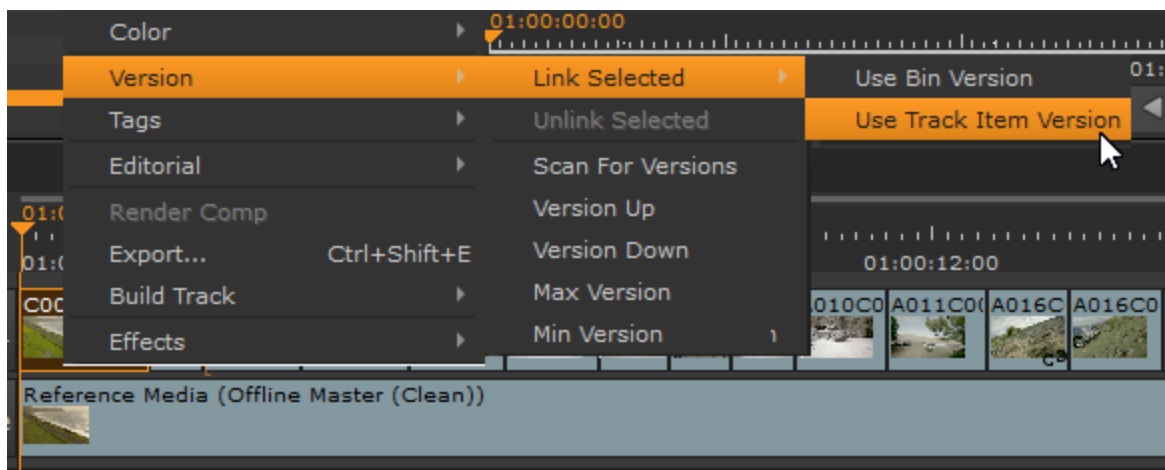 01:00:00:00
Color
Version
Link Selected
Use Bin Version
01:
Tags
Unlink Selected
Use Track Item Version
Editorial
Scan For Versions
Render Comp
Version Up
Export... Ctrl+Shift+E
Version Down
01:00:12:00
Build Track
Max Version
Effects
Min Version
A011C0
A016C
A016C0
Reference Media (Offline Master (Clean))